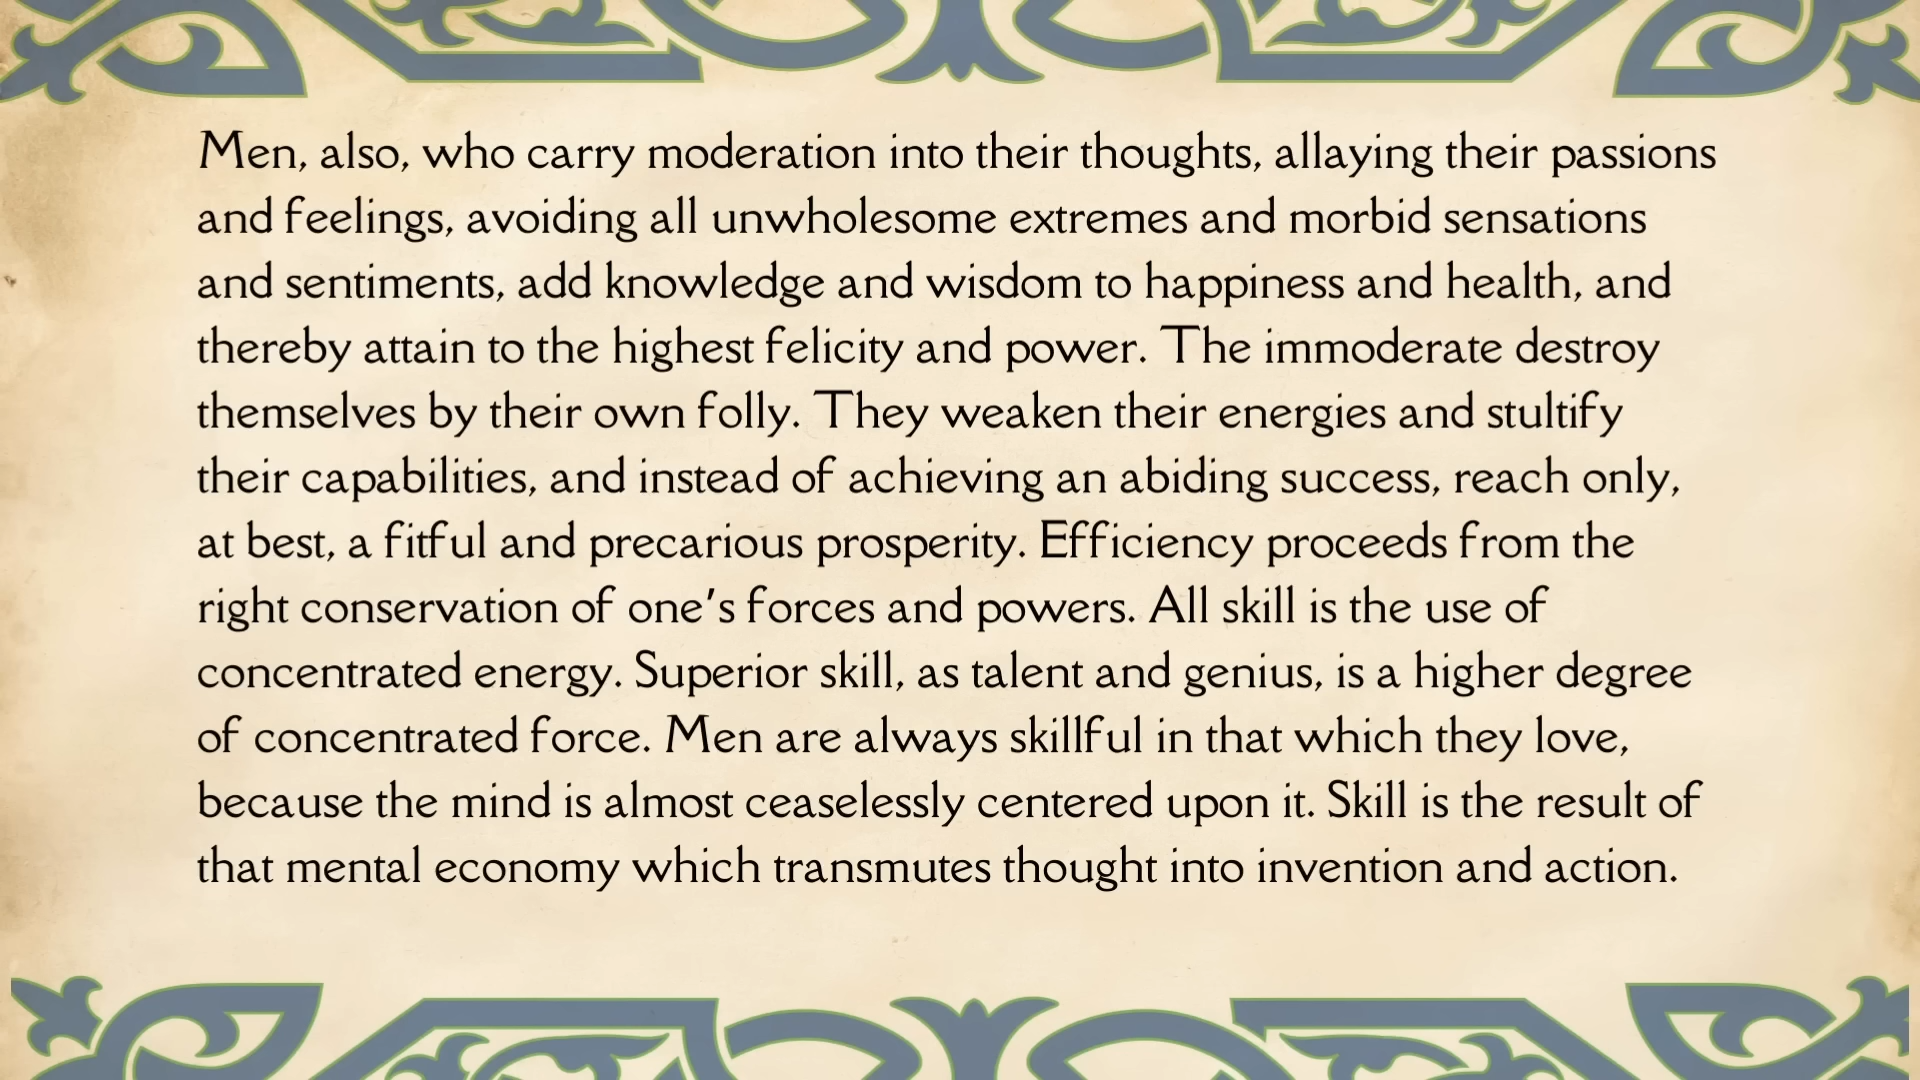 Men, also, who carry moderation into their thoughts, allaying their passions
and feelings, avoiding all unwholesome extremes and morbid sensations
and sentiments, add knowledge and wisdom to happiness and health, and
thereby attain to the highest felicity and power. The immoderate destroy
themselves by their own folly. They weaken their energies and stultify
their capabilities, and instead of achieving an abiding success, reach only,
at best, a fitful and precarious prosperity. Efficiency proceeds from the
right conservation of one's forces and powers. All skill is the use of
concentrated energy. Superior skill, as talent and genius, is a higher degree
of concentrated force. Men are always skillful in that which they love,
because the mind is almost ceaselessly centered upon it. Skill is the result of
that mental economy which transmutes thought into invention and action.